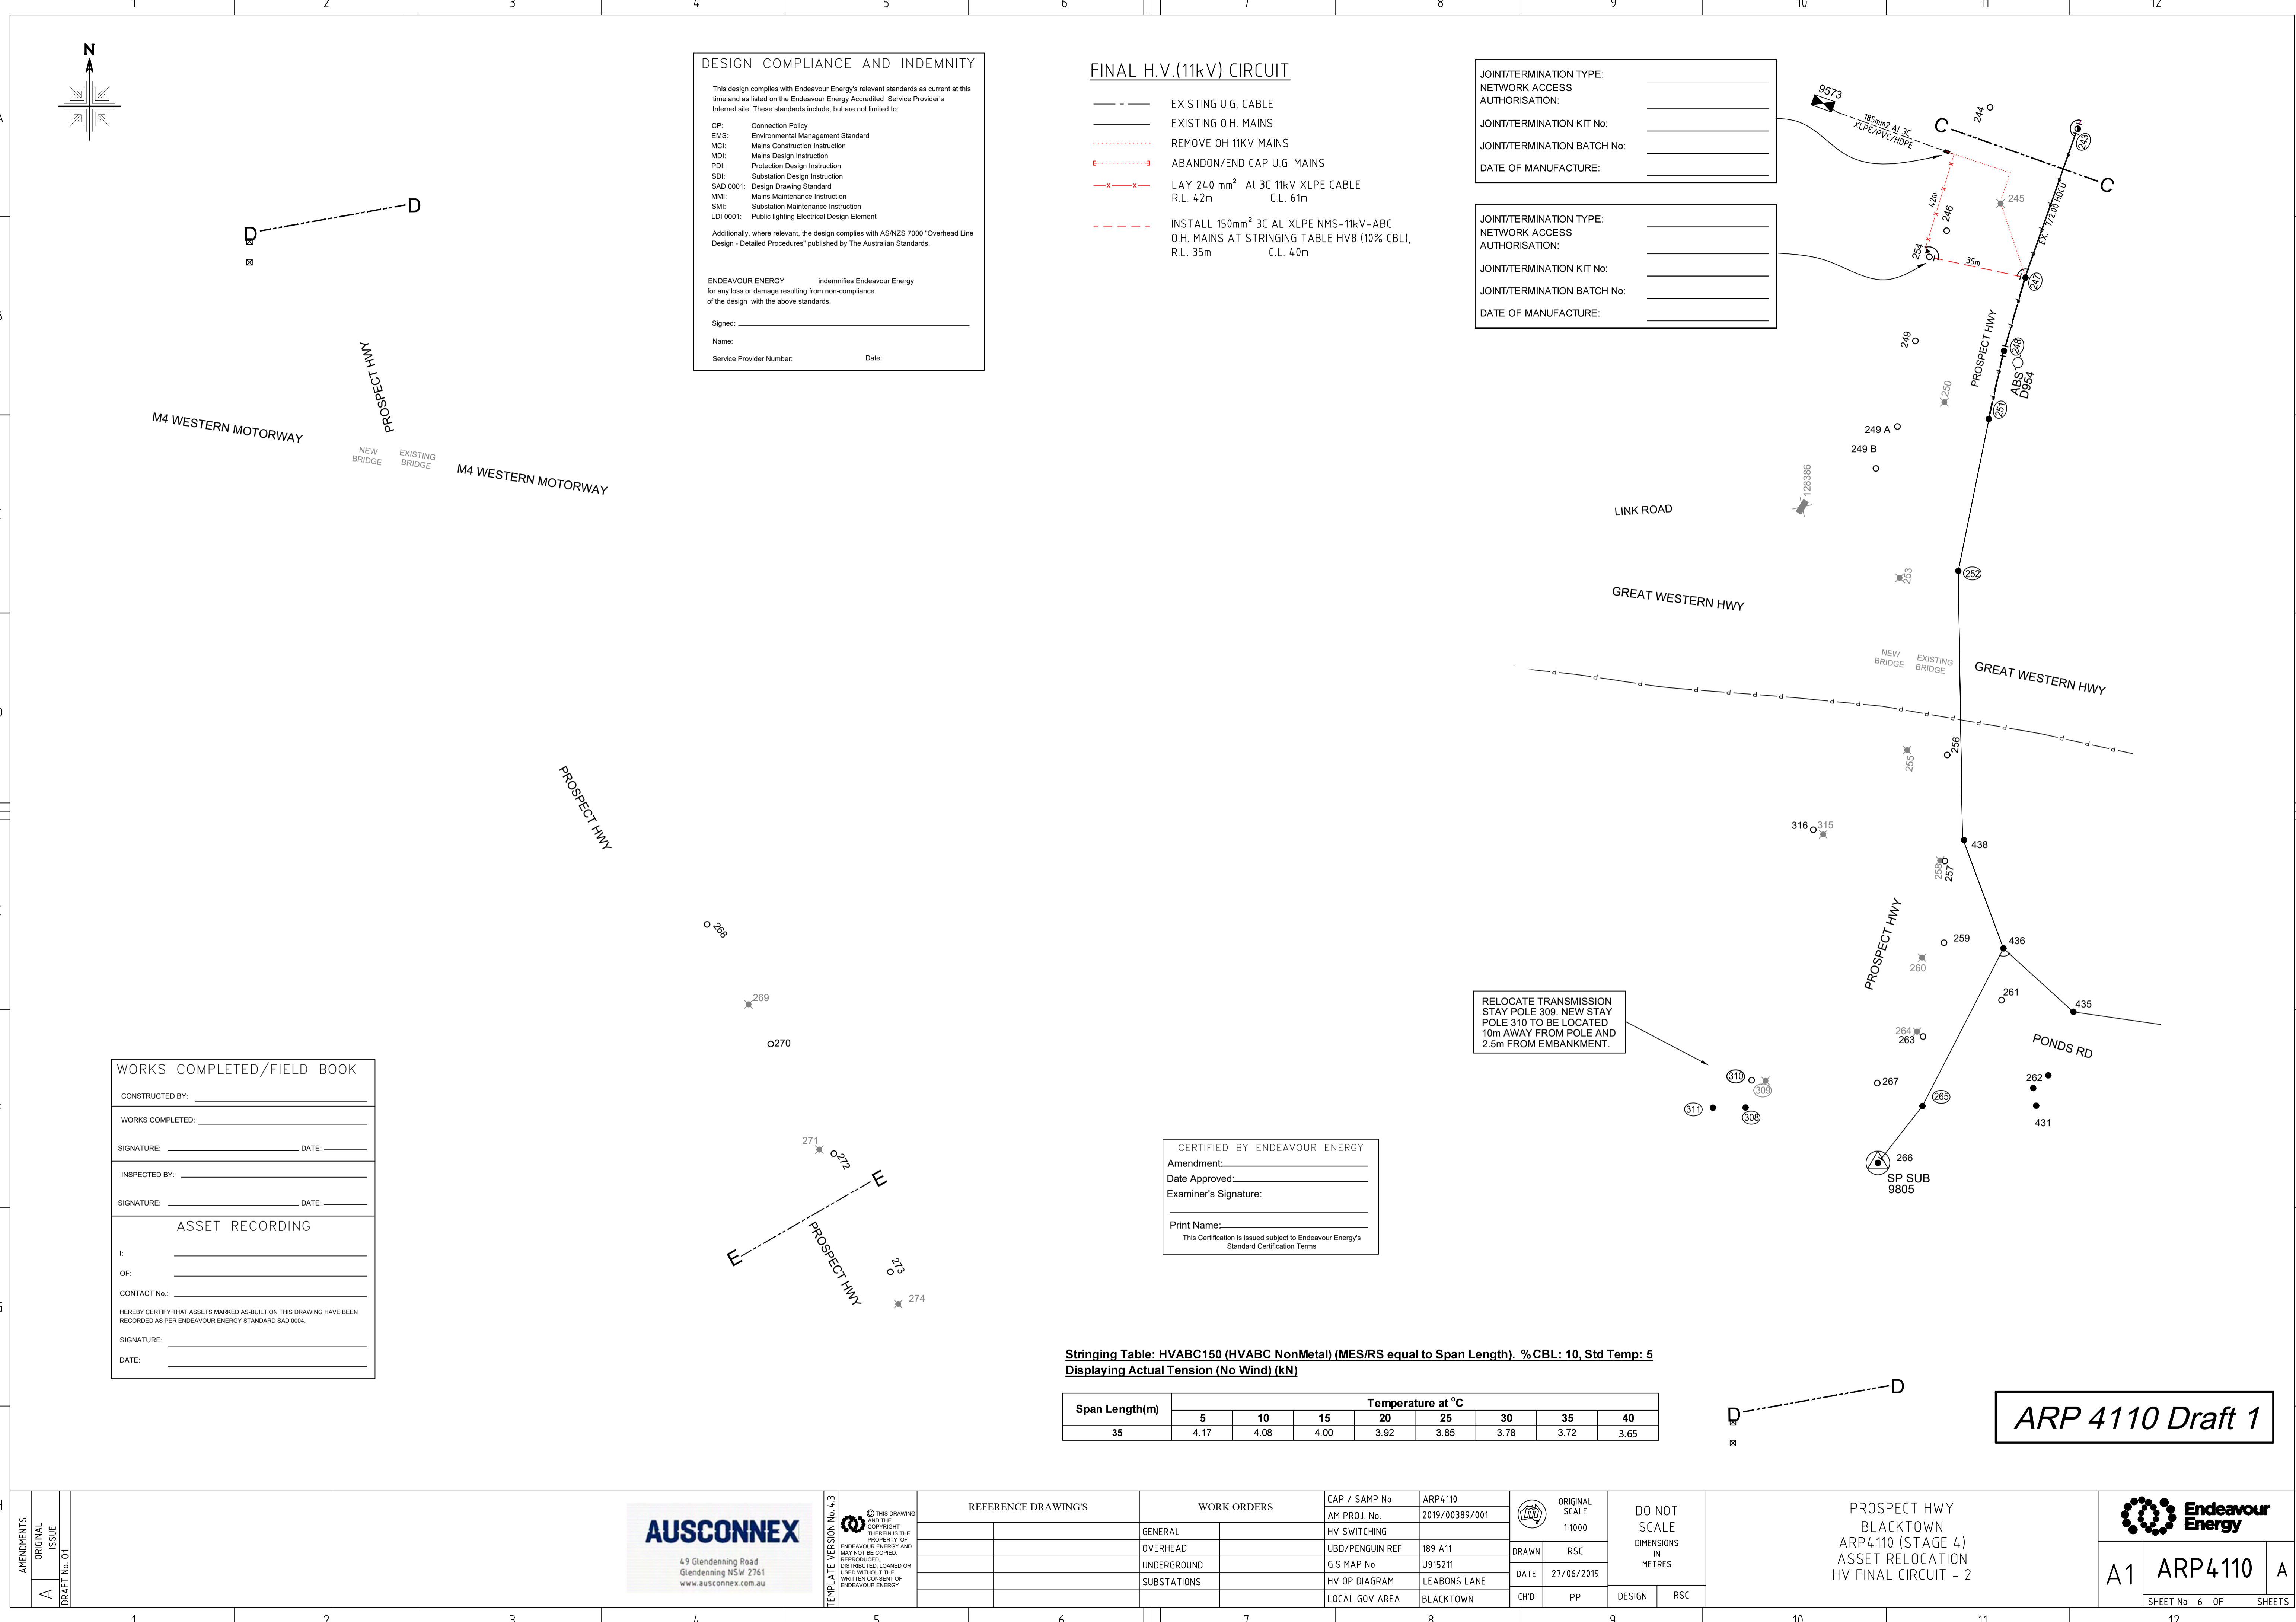 1 2 3 4 5 6 7 8 9 10 11 12
N
DESIGN COMPLIANCE AND INDEMNITY
This design complies with Endeavour Energy's relevant standards as current at this
time and as listed on the Endeavour Energy Accredited Service Provider's
Internet site. These standards include, but are not limited to:
CP: Connection Policy
EMS: Environmental Management Standard
MCI: Mains Construction Instruction
MDI: Mains Design Instruction
PDI: Protection Design Instruction
SDI: Substation Design Instruction
SAD 0001: Design Drawing Standard
MMI: Mains Maintenance Instruction
SMI: Substation Maintenance Instruction
LDI 0001: Public lighting Electrical Design Element
Additionally, where relevant, the design complies with AS/NZS 7000 "Overhead Line
Design - Detailed Procedures" published by The Australian Standards.
ENDEAVOUR ENERGY indemnifies Endeavour Energy
for any loss or damage resulting from non-compliance
of the design with the above standards.
Signed:
Name:
Service Provider Number: Date:
FINAL H.V.(11kV) CIRCUIT
EXISTING U.G. CABLE
EXISTING O.H. MAINS
REMOVE OH 11KV MAINS
E E ABANDON/END CAP U.G. MAINS
x x LAY 240 mm² Al 3C 11kV XLPE CABLE
R.L. 42m C.L. 61m
INSTALL 150mm² 3C AL XLPE NMS-11kV-ABC
O.H. MAINS AT STRINGING TABLE HV8 (10% CBL),
R.L. 35m C.L. 40m
JOINT/TERMINATION TYPE:
NETWORK ACCESS
AUTHORISATION:
JOINT/TERMINATION KIT No:
JOINT/TERMINATION BATCH No:
DATE OF MANUFACTURE:
JOINT/TERMINATION TYPE:
NETWORK ACCESS
AUTHORISATION:
JOINT/TERMINATION KIT No:
JOINT/TERMINATION BATCH No:
DATE OF MANUFACTURE:
9573
185mm2 Al 3C
XLPE/PVC/HDPE
C
244
243
C
245
EX. 7/2.00 HDCU
42m
246
254
35m
247
PROSPECT HWY
249
248
ABS
D954
250
251
249 A
249 B
128386
LINK ROAD
253
252
GREAT WESTERN HWY
NEW
BRIDGE
EXISTING
BRIDGE
GREAT WESTERN HWY
256
255
316
315
438
258
257
PROSPECT HWY
259
436
260
261
435
264
263
PONDS RD
267
262
265
431
266
SP SUB
9805
RELOCATE TRANSMISSION
STAY POLE 309. NEW STAY
POLE 310 TO BE LOCATED
10m AWAY FROM POLE AND
2.5m FROM EMBANKMENT.
310
309
311
308
D
D
PROSPECT HWY
M4 WESTERN MOTORWAY
NEW
BRIDGE
EXISTING
BRIDGE
M4 WESTERN MOTORWAY
PROSPECT HWY
268
269
270
271
272
E
E
PROSPECT HWY
273
274
WORKS COMPLETED/FIELD BOOK
CONSTRUCTED BY:
WORKS COMPLETED:
SIGNATURE: DATE:
INSPECTED BY:
SIGNATURE: DATE:
ASSET RECORDING
I:
OF:
CONTACT No.:
HEREBY CERTIFY THAT ASSETS MARKED AS-BUILT ON THIS DRAWING HAVE BEEN
RECORDED AS PER ENDEAVOUR ENERGY STANDARD SAD 0004.
SIGNATURE:
DATE:
CERTIFIED BY ENDEAVOUR ENERGY
Amendment:
Date Approved:
Examiner's Signature:
Print Name:
This Certification is issued subject to Endeavour Energy's
Standard Certification Terms
Stringing Table: HVABC150 (HVABC NonMetal) (MES/RS equal to Span Length). %CBL: 10, Std Temp: 5
Displaying Actual Tension (No Wind) (kN)
Span Length(m) Temperature at °C
5 10 15 20 25 30 35 40
35 4.17 4.08 4.00 3.92 3.85 3.78 3.72 3.65
D
D
ARP 4110 Draft 1
AMENDMENTS
ORIGINAL
ISSUE
A
DRAFT No. 01
AUSCONNEX
49 Glendenning Road
Glendenning NSW 2761
www.ausconnex.com.au
TEMPLATE VERSION No. 4.3
© THIS DRAWING
AND THE
COPYRIGHT
THEREIN IS THE
PROPERTY OF
ENDEAVOUR ENERGY AND
MAY NOT BE COPIED,
REPRODUCED,
DISTRIBUTED, LOANED OR
USED WITHOUT THE
WRITTEN CONSENT OF
ENDEAVOUR ENERGY
REFERENCE DRAWING'S
WORK ORDERS
GENERAL
OVERHEAD
UNDERGROUND
SUBSTATIONS
CAP / SAMP No. ARP4110
AM PROJ. No. 2019/00389/001
HV SWITCHING
UBD/PENGUIN REF 189 A11
GIS MAP No U915211
HV OP DIAGRAM LEABONS LANE
LOCAL GOV AREA BLACKTOWN
ORIGINAL
SCALE
1:1000
DRAWN RSC
DATE 27/06/2019
CH'D PP
DO NOT
SCALE
DIMENSIONS
IN
METRES
DESIGN RSC
PROSPECT HWY
BLACKTOWN
ARP4110 (STAGE 4)
ASSET RELOCATION
HV FINAL CIRCUIT - 2
Endeavour
Energy
A1 ARP4110 A
SHEET No 6 OF SHEETS
1 2 3 4 5 6 7 8 9 10 11 12